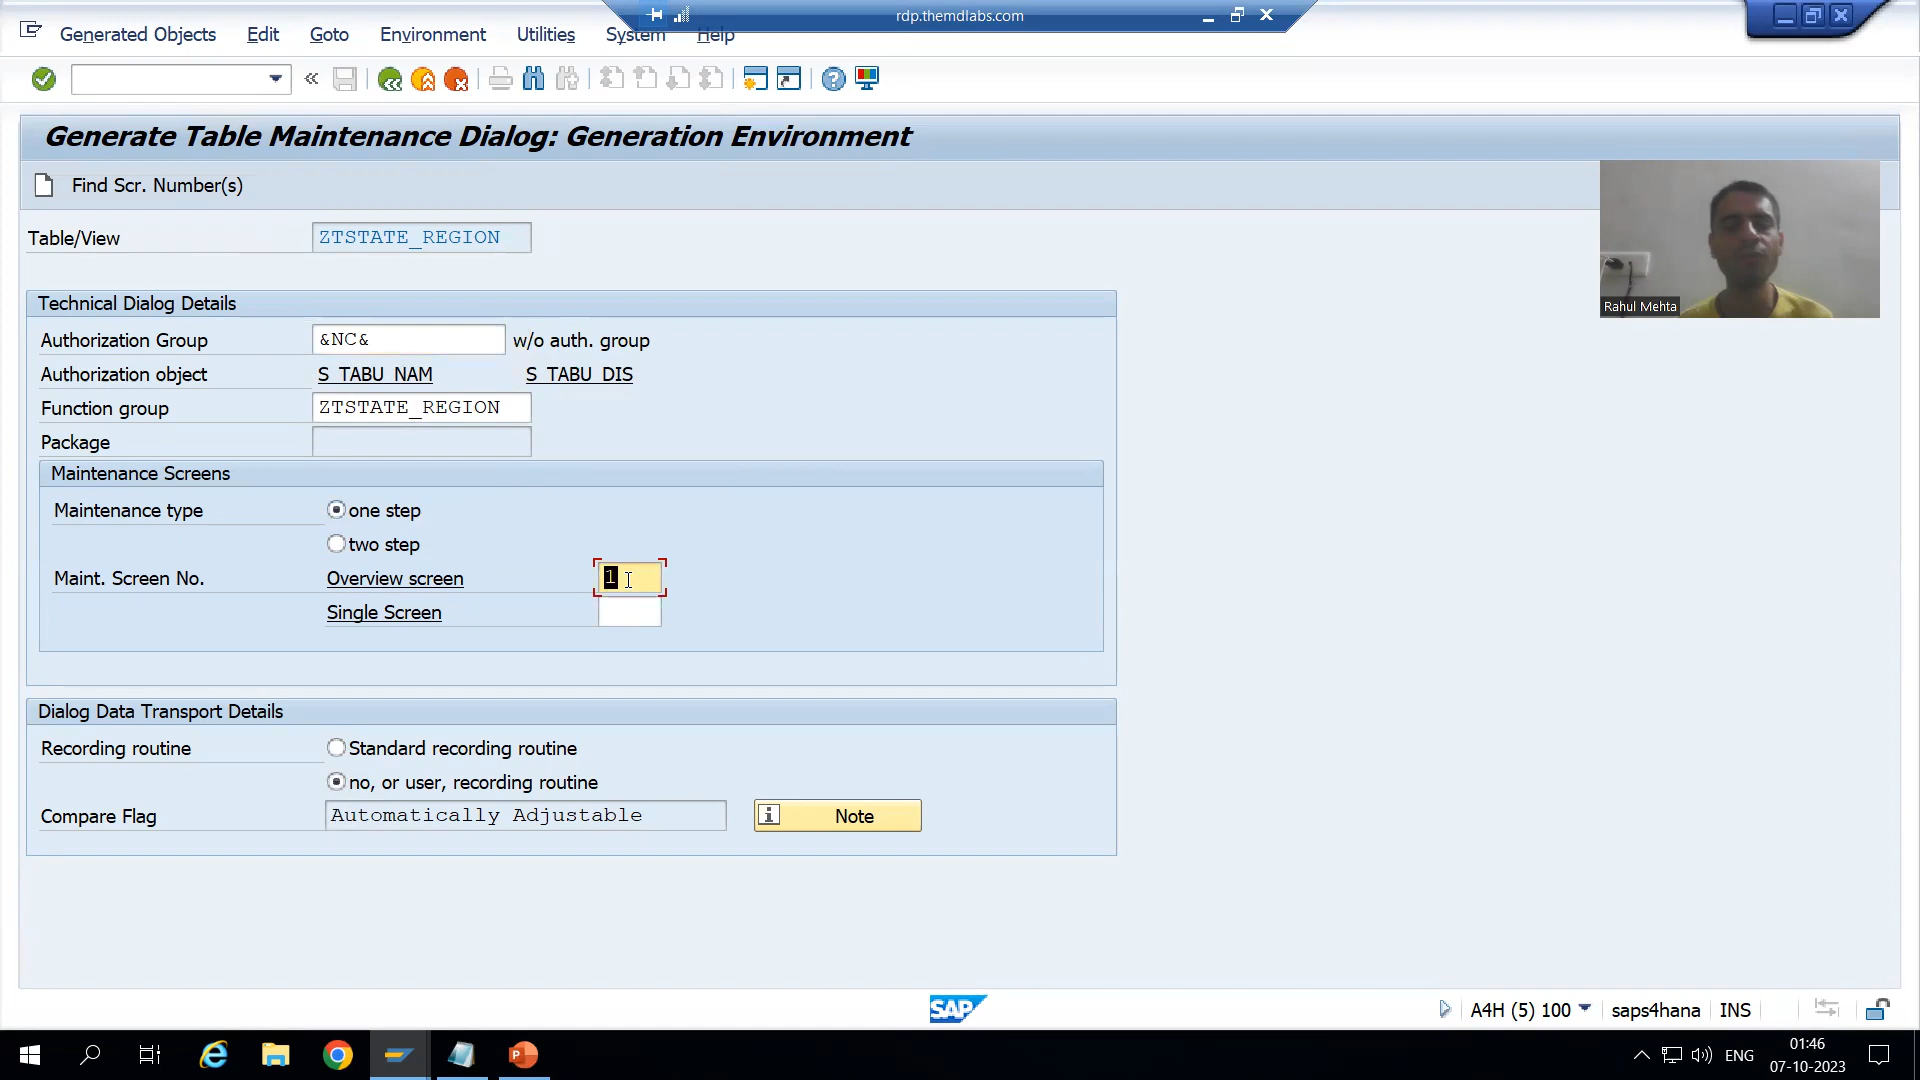 rdp.themdlabs.com
Generated Objects Edit Goto Environment Utilities System Help
Generate Table Maintenance Dialog: Generation Environment
Find Scr. Number(s)
Table/View ZTSTATE_REGION
Rahul Mehta
Technical Dialog Details
Authorization Group &NC& w/o auth. group
Authorization object S_TABU_NAM S_TABU_DIS
Function group ZTSTATE_REGION
Package
Maintenance Screens
Maintenance type one step
two step
Maint. Screen No. Overview screen 1
Single Screen
Dialog Data Transport Details
Recording routine Standard recording routine
no, or user, recording routine
Compare Flag Automatically Adjustable Note
SAP A4H (5) 100 saps4hana INS
ENG 01:46
07-10-2023